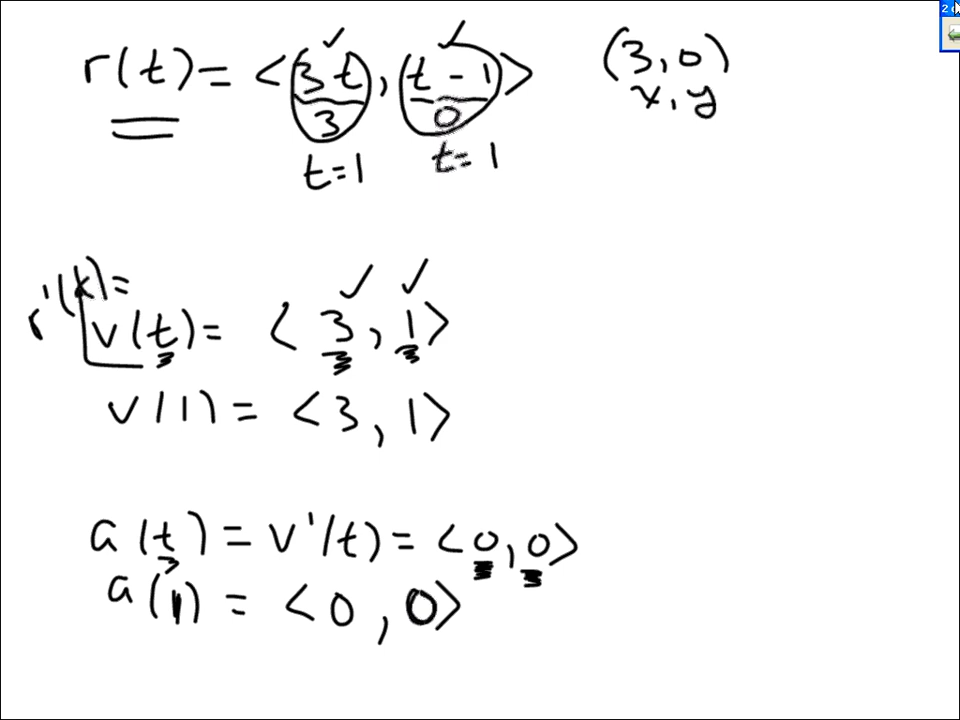 r(t) = <3t, t - 1> (3,0)
3 0 x, y
t=1 t=1
r'(t)=
v(t)= <3, 1>
v(1) = <3, 1>
a(t) = v'(t) = <0, 0>
a(1) = <0, 0>